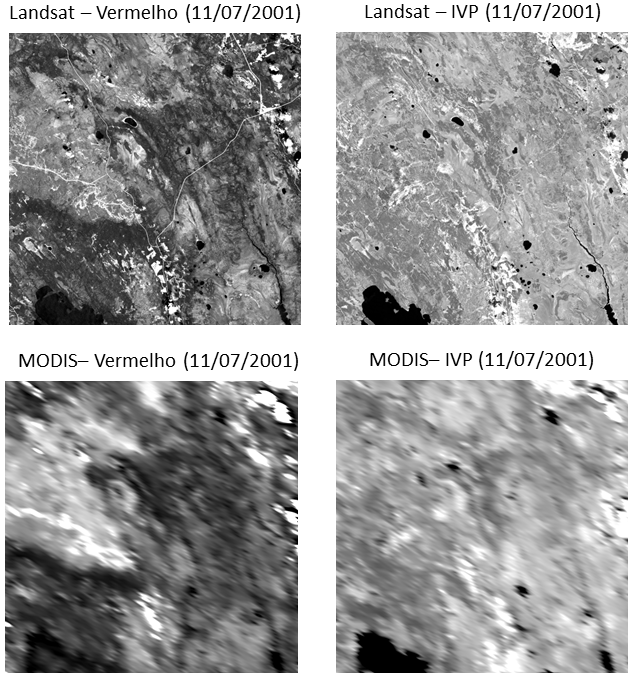 Landsat – Vermelho (11/07/2001)
Landsat – IVP (11/07/2001)
MODIS– Vermelho (11/07/2001)
MODIS– IVP (11/07/2001)